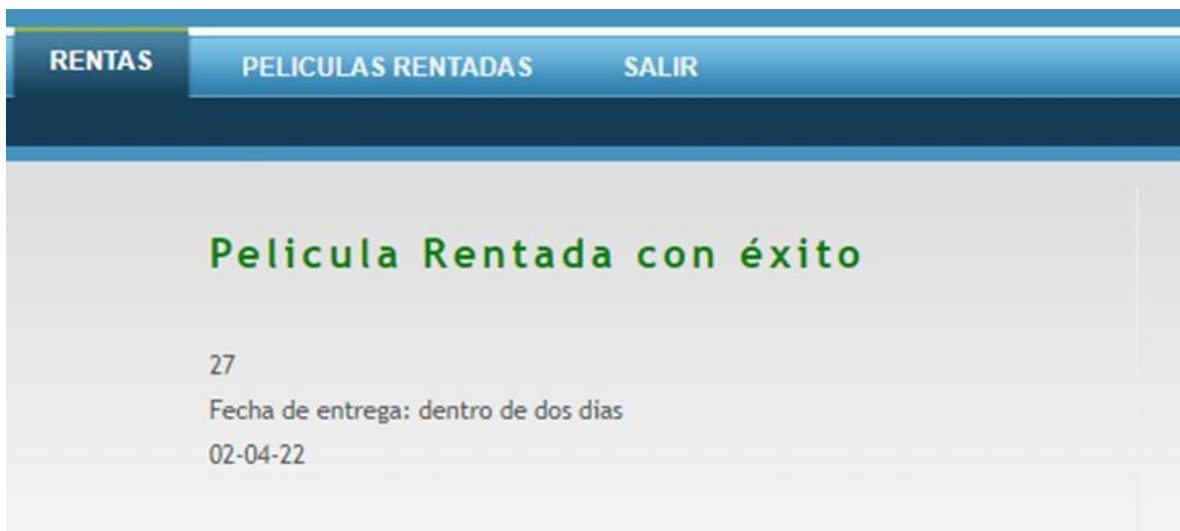 RENTAS PELICULAS RENTADAS SALIR
Pelicula Rentada con éxito
27
Fecha de entrega: dentro de dos dias
02-04-22